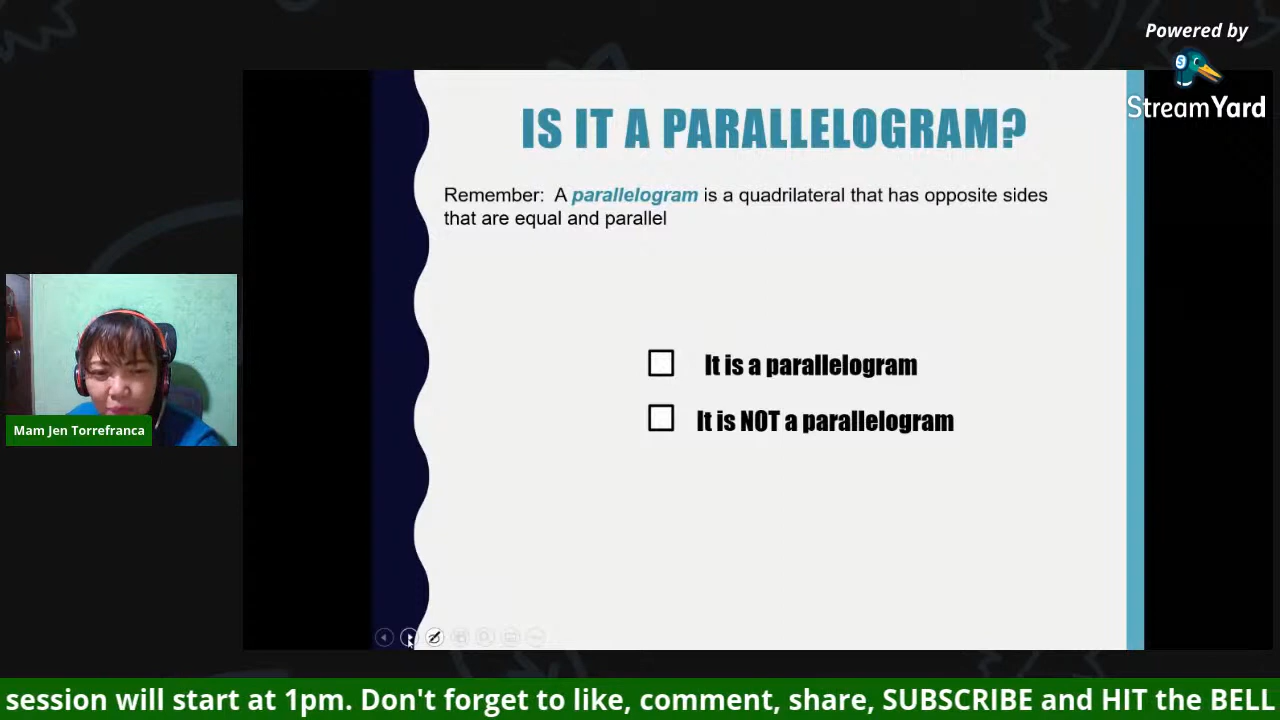 Powered by
StreamYard
IS IT A PARALLELOGRAM?
Remember: A parallelogram is a quadrilateral that has opposite sides
that are equal and parallel
It is a parallelogram
It is NOT a parallelogram
Mam Jen Torrefranca
session will start at 1pm. Don't forget to like, comment, share, SUBSCRIBE and HIT the BELL